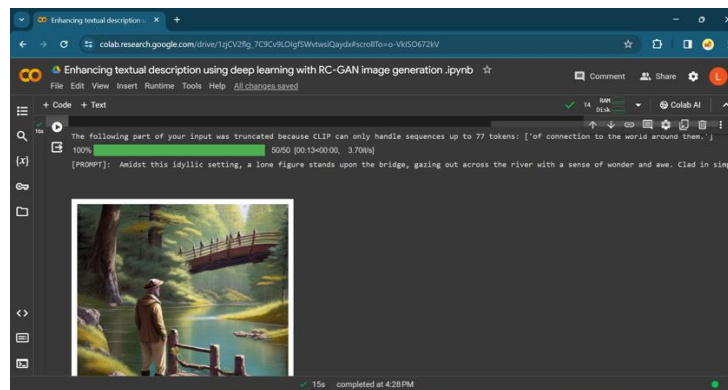 Enhancing textual description
colab.research.google.com/drive/1zjCV2flg_7C9Cv9LOIgfSWvtwsiQaydx#scrollTo=o-VkISO672kV
Enhancing textual description using deep learning with RC-GAN image generation .ipynb
Comment
Share
L
File Edit View Insert Runtime Tools Help All changes saved
+ Code + Text
T4 RAM Disk
Colab AI
16s
The following part of your input was truncated because CLIP can only handle sequences up to 77 tokens: ['of connection to the world around them.']
100% 50/50 [00:13<00:00, 3.70it/s]
[PROMPT]: Amidst this idyllic setting, a lone figure stands upon the bridge, gazing out across the river with a sense of wonder and awe. Clad in sim
15s completed at 4:28 PM